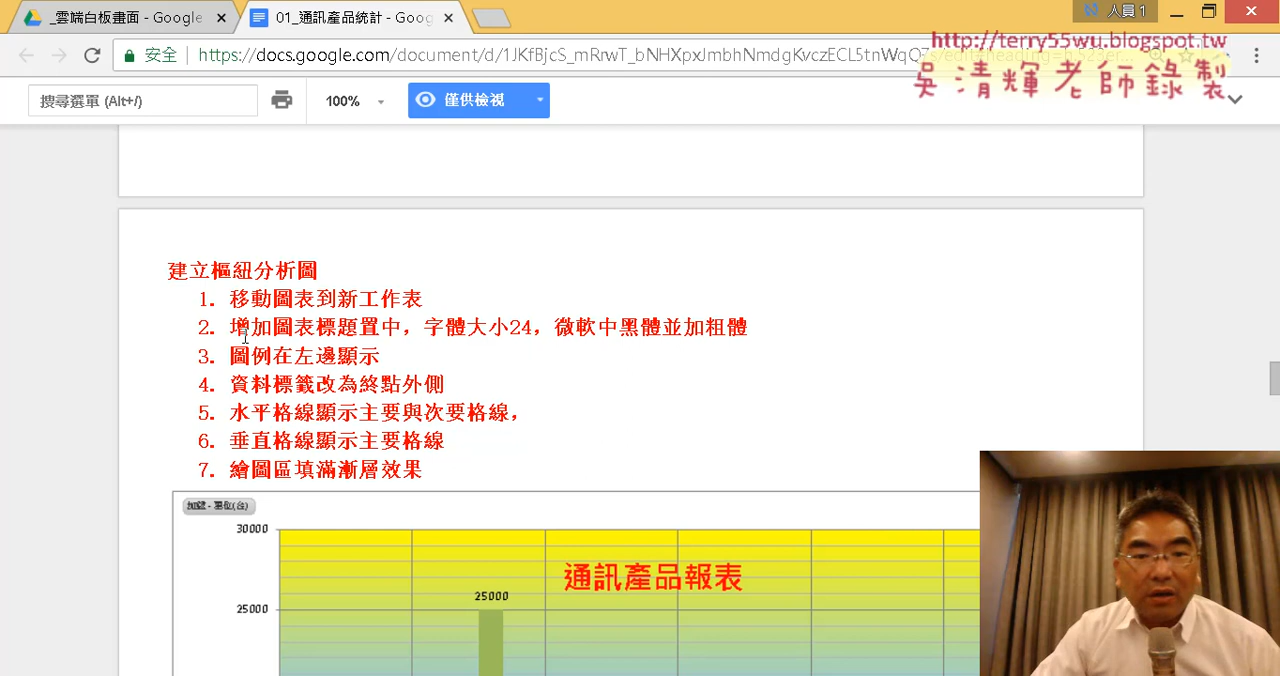 _雲端白板畫面 - Google
01_通訊產品統計 - Goog
人員 1
安全
https://docs.google.com/document/d/1JKfBjcS_mRrwT_bNHXpxJmbhNmdgKvczECL5tnWqQ
http://terry55wu.blogspot.tw
吳清輝老師錄製
搜尋選單 (Alt+/)
100%
僅供檢視
建立樞紐分析圖
1. 移動圖表到新工作表
2. 增加圖表標題置中，字體大小24，微軟中黑體並加粗體
3. 圖例在左邊顯示
4. 資料標籤改為終點外側
5. 水平格線顯示主要與次要格線，
6. 垂直格線顯示主要格線
7. 繪圖區填滿漸層效果
加總 - 單位(台)
30000
通訊產品報表
25000
25000